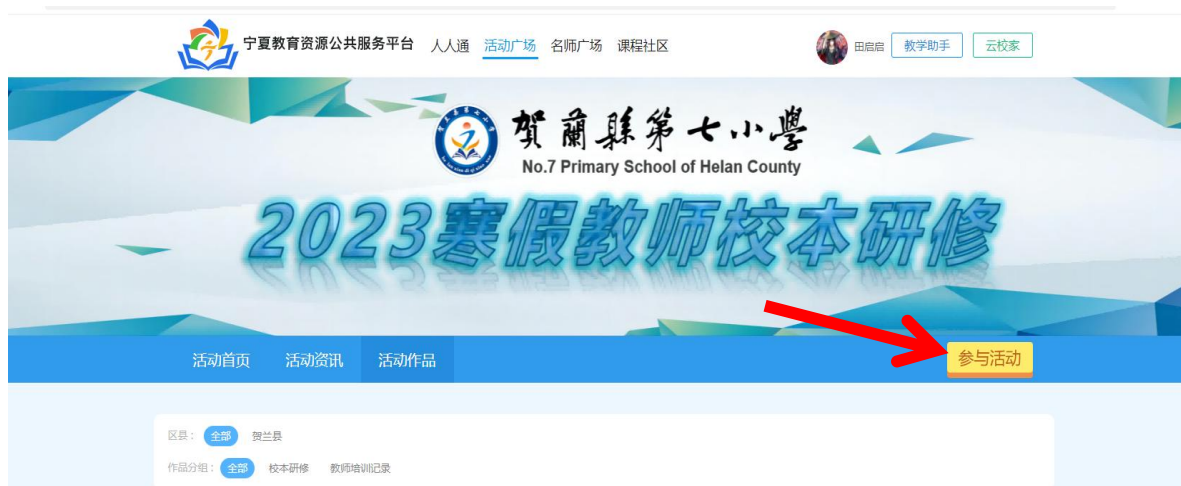 宁夏教育资源公共服务平台 人人通 活动广场 名师广场 课程社区 田启启 教学助手 云校家
賀蘭縣第七小學
No.7 Primary School of Helan County
2023寒假教师校本研修
活动首页 活动资讯 活动作品 参与活动
区县： 全部 贺兰县
作品分组： 全部 校本研修 教师培训记录